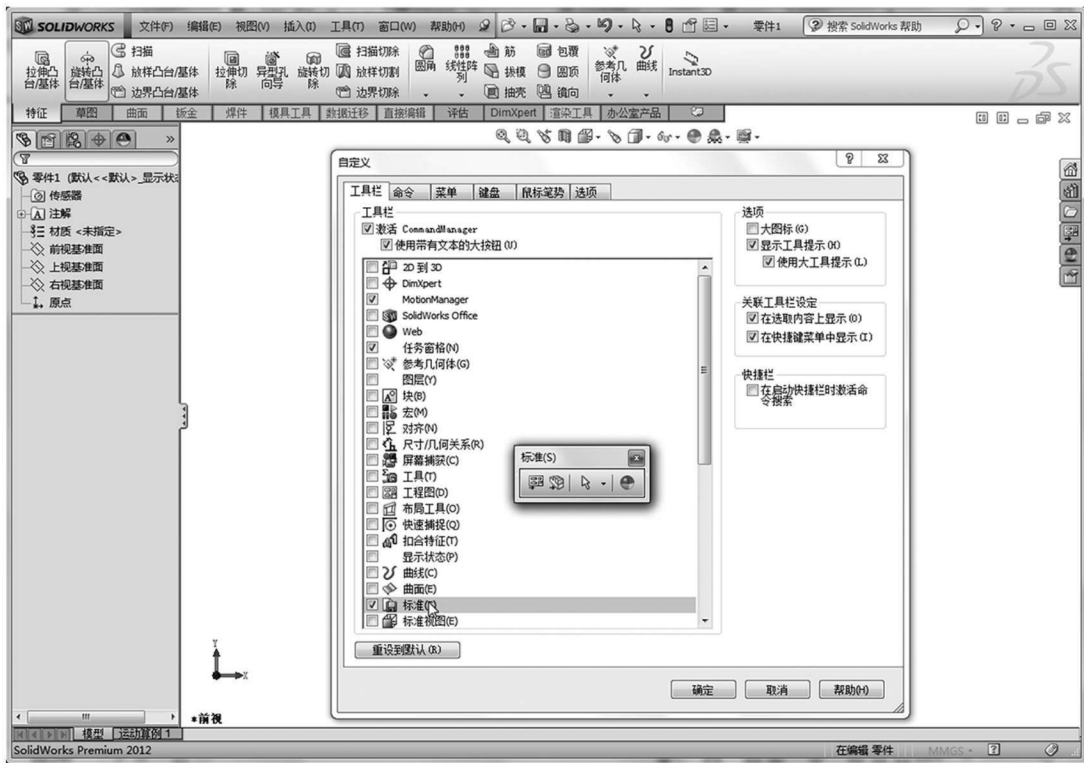 SOLIDWORKS 文件(F) 编辑(E) 视图(V) 插入(I) 工具(T) 窗口(W) 帮助(H) 零件1 搜索 SolidWorks 帮助
拉伸凸台/基体 旋转凸台/基体 扫描 放样凸台/基体 边界凸台/基体 拉伸切除 异型孔向导 旋转切除 扫描切除 放样切割 边界切除 圆角 线性阵列 筋 拔模 抽壳 包覆 圆顶 镜向 参考几何体 曲线 Instant3D
特征 草图 曲面 钣金 焊件 模具工具 数据迁移 直接编辑 评估 DimXpert 渲染工具 办公室产品
零件1 (默认<<默认>_显示状态
传感器
注解
材质 <未指定>
前视基准面
上视基准面
右视基准面
原点
自定义
工具栏 命令 菜单 键盘 鼠标笔势 选项
工具栏
激活 CommandManager
使用带有文本的大按钮(U)
2D 到 3D
DimXpert
MotionManager
SolidWorks Office
Web
任务窗格(N)
参考几何体(G)
图层(Y)
块(B)
宏(M)
对齐(N)
尺寸/几何关系(R)
屏幕捕获(C)
工具(T)
工程图(D)
布局工具(O)
快速捕捉(Q)
扣合特征(T)
显示状态(P)
曲线(C)
曲面(E)
标准
标准视图(E)
重设到默认(R)
选项
大图标(G)
显示工具提示(H)
使用大工具提示(L)
关联工具栏设定
在选取内容上显示(O)
在快捷键菜单中显示(I)
快捷栏
在启动快捷栏时激活命
令搜索
标准(S)
确定 取消 帮助(H)
Y
X
*前视
模型 运动算例 1
SolidWorks Premium 2012 在编辑 零件 MMGS